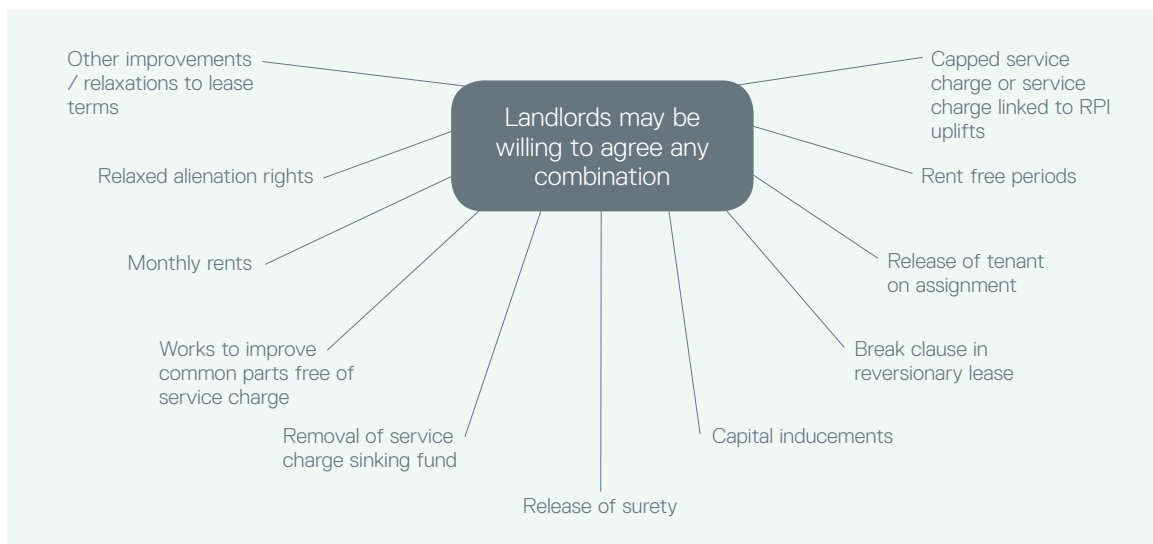 Other improvements
/ relaxations to lease
terms
Capped service
charge or service
charge linked to RPI
uplifts
Landlords may be
willing to agree any
combination
Relaxed alienation rights
Rent free periods
Monthly rents
Release of tenant
on assignment
Works to improve
common parts free of
service charge
Break clause in
reversionary lease
Removal of service
charge sinking fund
Capital inducements
Release of surety